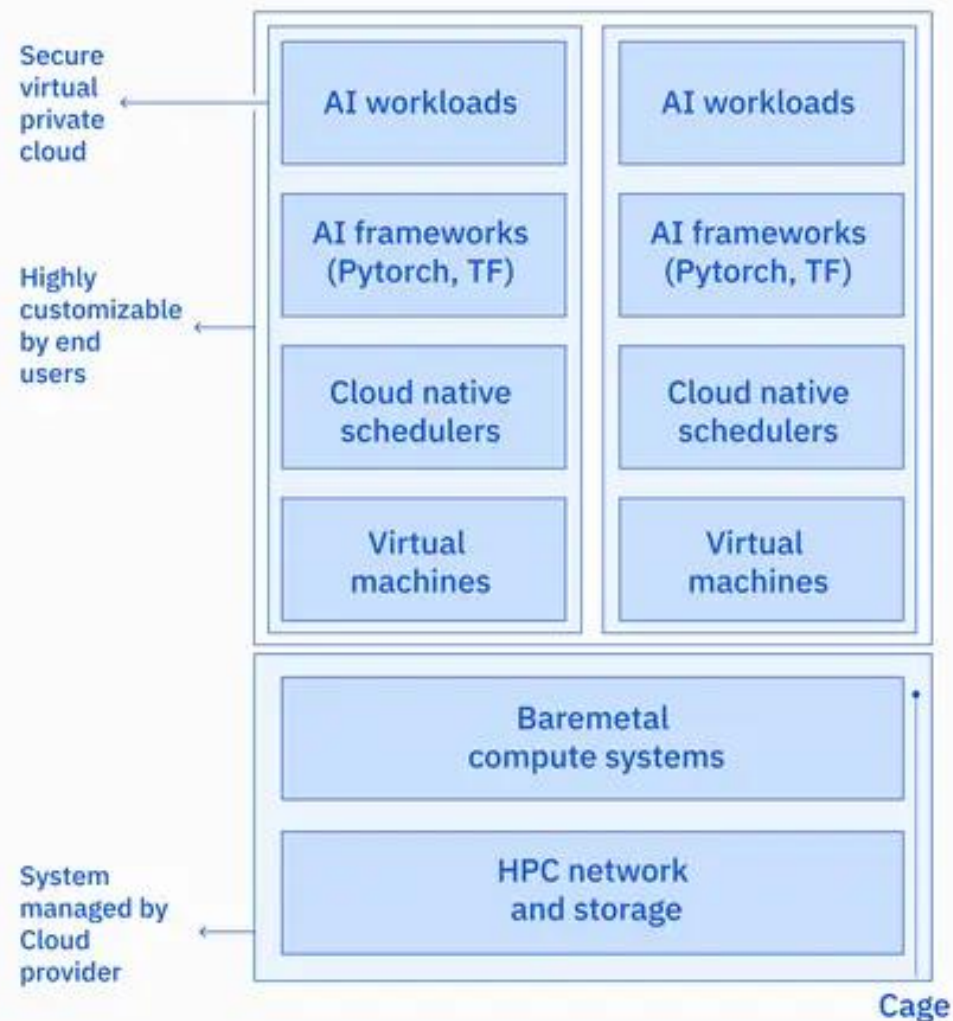 Secure
virtual
private
cloud
AI workloads
AI workloads
AI frameworks
(Pytorch, TF)
AI frameworks
(Pytorch, TF)
Highly
customizable
by end
users
Cloud native
schedulers
Cloud native
schedulers
Virtual
machines
Virtual
machines
Baremetal
compute systems
System
managed by
Cloud
provider
HPC network
and storage
Cage